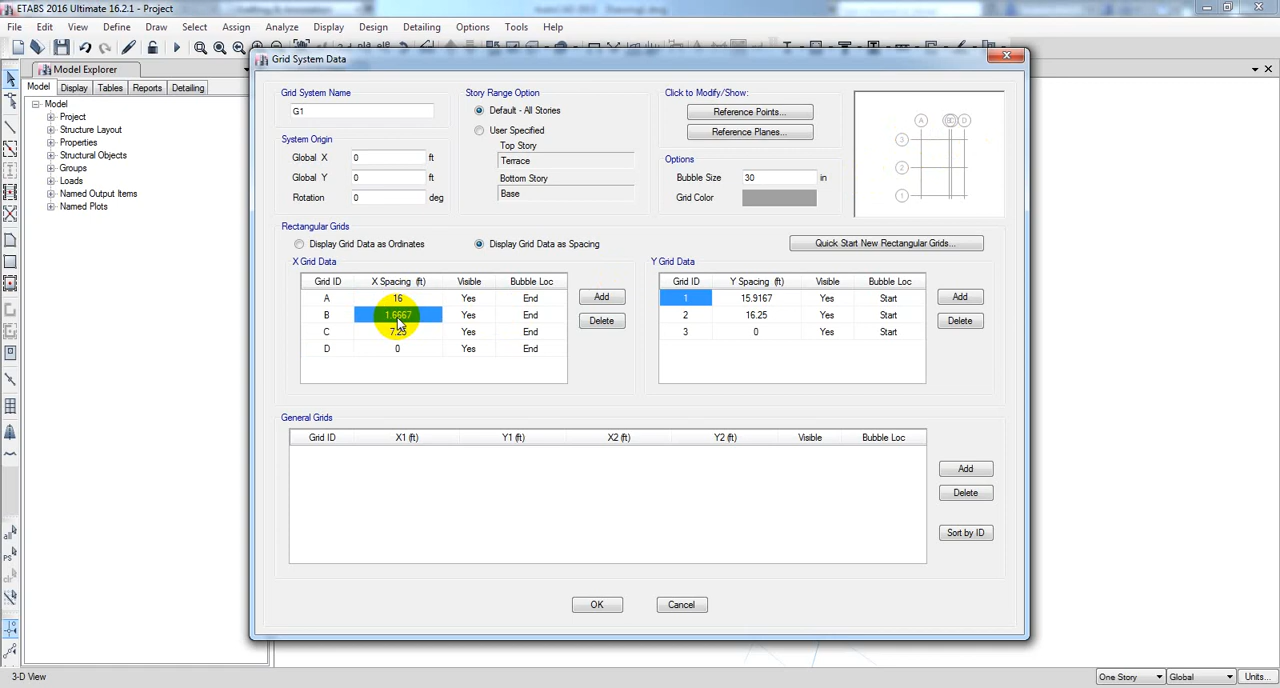 ETABS 2016 Ultimate 16.2.1 - Project
File Edit View Define Draw Select Assign Analyze Display Design Detailing Options Tools Help
Model Explorer
Model Display Tables Reports Detailing
Model
Project
Structure Layout
Properties
Structural Objects
Groups
Loads
Named Output Items
Named Plots
Grid System Data
Grid System Name
G1
System Origin
Global X 0 ft
Global Y 0 ft
Rotation 0 deg
Story Range Option
Default - All Stories
User Specified
Top Story
Terrace
Bottom Story
Base
Click to Modify/Show:
Reference Points...
Reference Planes...
Options
Bubble Size 30 in
Grid Color
A D
3
2
1
Rectangular Grids
Display Grid Data as Ordinates Display Grid Data as Spacing Quick Start New Rectangular Grids...
X Grid Data
Grid ID X Spacing (ft) Visible Bubble Loc
A 16 Yes End
B 1.6667 Yes End
C 7.25 Yes End
D 0 Yes End
Add
Delete
Y Grid Data
Grid ID Y Spacing (ft) Visible Bubble Loc
1 15.9167 Yes Start
2 16.25 Yes Start
3 0 Yes Start
Add
Delete
General Grids
Grid ID X1 (ft) Y1 (ft) X2 (ft) Y2 (ft) Visible Bubble Loc
Add
Delete
Sort by ID
OK Cancel
all
PS
clr
3-D View One Story Global Units...